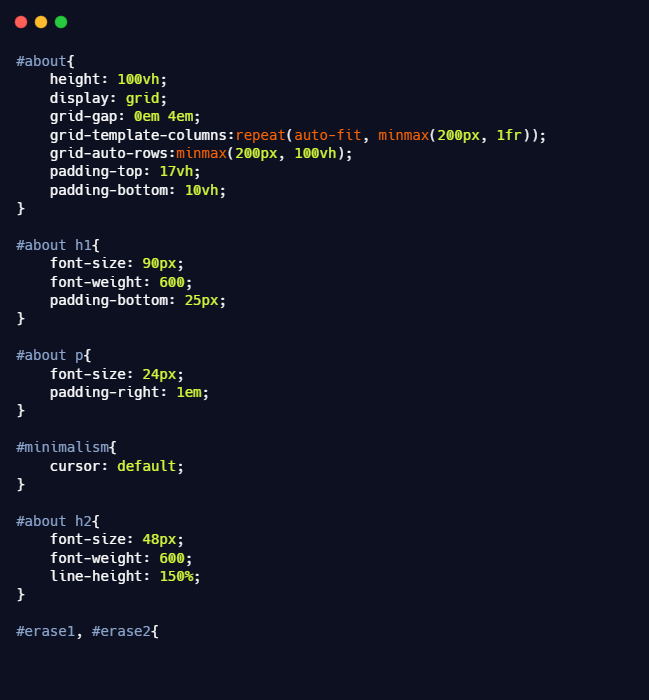 #about{
    height: 100vh;
    display: grid;
    grid-gap: 0em 4em;
    grid-template-columns:repeat(auto-fit, minmax(200px, 1fr));
    grid-auto-rows:minmax(200px, 100vh);
    padding-top: 17vh;
    padding-bottom: 10vh;
}

#about h1{
    font-size: 90px;
    font-weight: 600;
    padding-bottom: 25px;
}

#about p{
    font-size: 24px;
    padding-right: 1em;
}

#minimalism{
    cursor: default;
}

#about h2{
    font-size: 48px;
    font-weight: 600;
    line-height: 150%;
}

#erase1, #erase2{